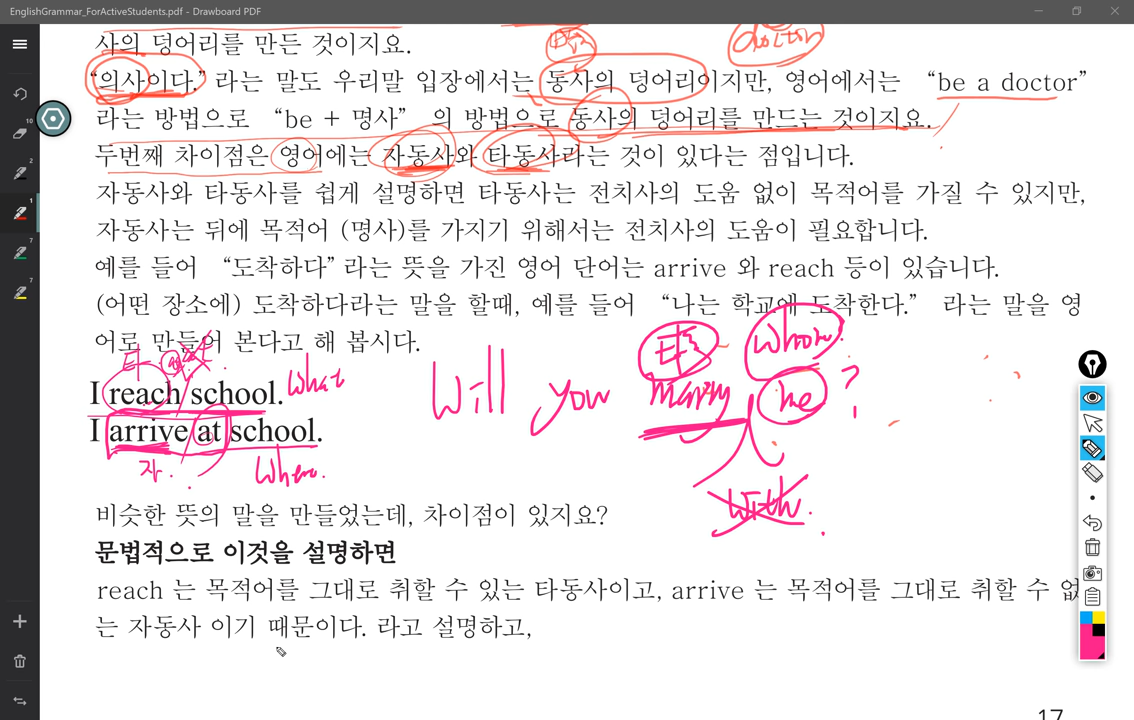 EnglishGrammar_ForActiveStudents.pdf - Drawboard PDF
사의 덩어리를 만든 것이지요.
doctor
“의사이다.” 라는 말도 우리말 입장에서는 동사의 덩어리이지만, 영어에서는 “be a doctor”
라는 방법으로 “be + 명사” 의 방법으로 동사의 덩어리를 만드는 것이지요.
두번째 차이점은 영어에는 자동사와 타동사라는 것이 있다는 점입니다.
자동사와 타동사를 쉽게 설명하면 타동사는 전치사의 도움 없이 목적어를 가질 수 있지만,
자동사는 뒤에 목적어 (명사)를 가지기 위해서는 전치사의 도움이 필요합니다.
예를 들어 “도착하다” 라는 뜻을 가진 영어 단어는 arrive 와 reach 등이 있습니다.
(어떤 장소에) 도착하다라는 말을 할때, 예를 들어 “나는 학교에 도착한다.” 라는 말을 영
어로 만들어 본다고 해 봅시다.
타
whom
I reach school. What
Will you marry me ?
I arrive at school.
자. Where.
with
비슷한 뜻의 말을 만들었는데, 차이점이 있지요?
문법적으로 이것을 설명하면
reach 는 목적어를 그대로 취할 수 있는 타동사이고, arrive 는 목적어를 그대로 취할 수 없
는 자동사 이기 때문이다. 라고 설명하고,
17
10
2
1
7
7